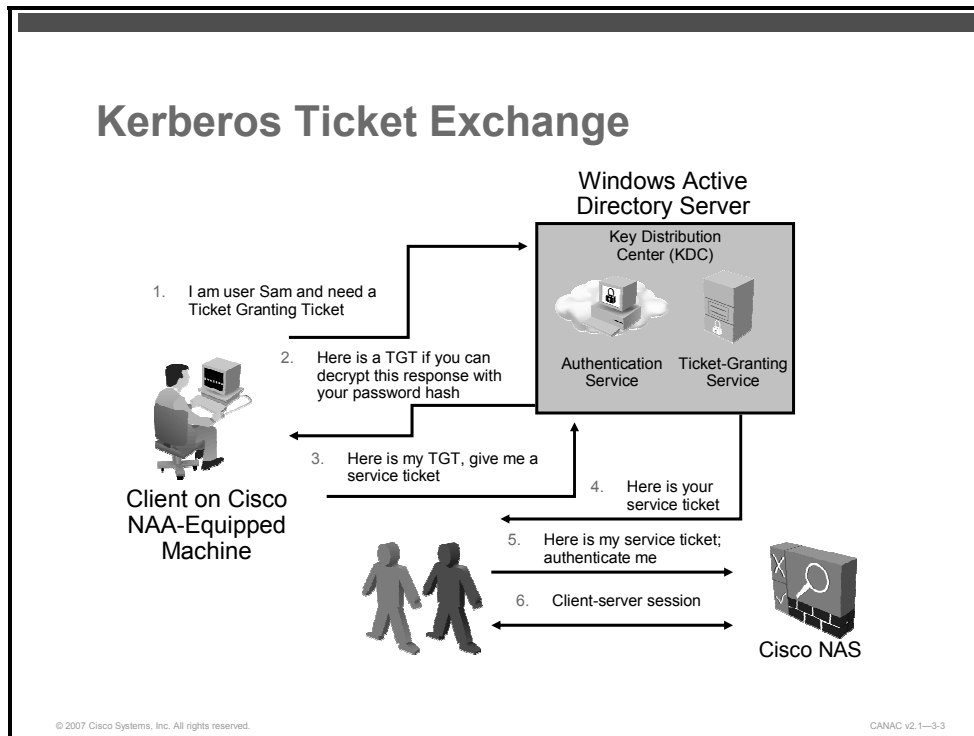 Kerberos Ticket Exchange
Windows Active
Directory Server
Key Distribution
Center (KDC)
Authentication
Service
Ticket-Granting
Service
1. I am user Sam and need a
Ticket Granting Ticket
2. Here is a TGT if you can
decrypt this response with
your password hash
3. Here is my TGT, give me a
service ticket
4. Here is your
service ticket
Client on Cisco
NAA-Equipped
Machine
5. Here is my service ticket;
authenticate me
6. Client-server session
Cisco NAS
© 2007 Cisco Systems, Inc. All rights reserved.
CANAC v2.1—3-3